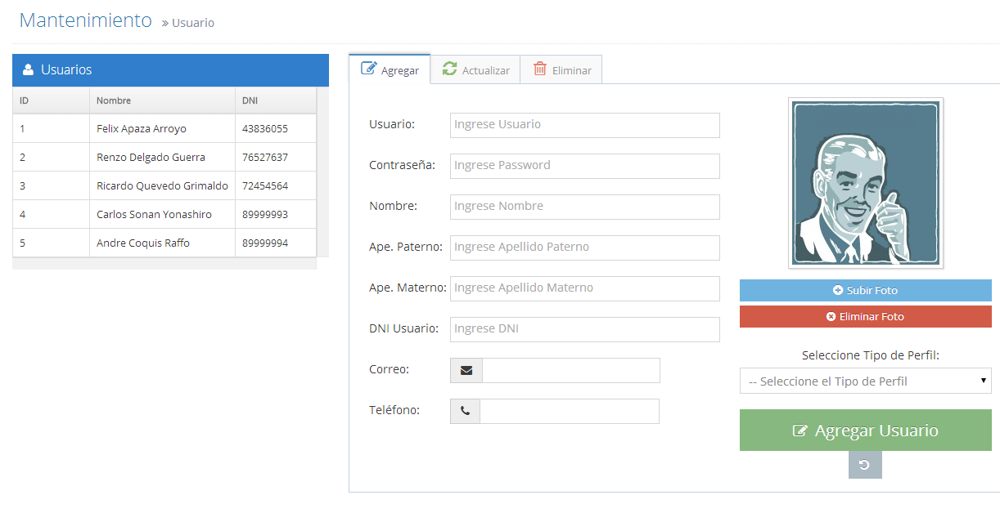 Mantenimiento » Usuario
Usuarios
ID Nombre DNI
1 Felix Apaza Arroyo 43836055
2 Renzo Delgado Guerra 76527637
3 Ricardo Quevedo Grimaldo 72454564
4 Carlos Sonan Yonashiro 89999993
5 Andre Coquis Raffo 89999994
Agregar Actualizar Eliminar
Usuario: Ingrese Usuario
Contraseña: Ingrese Password
Nombre: Ingrese Nombre
Ape. Paterno: Ingrese Apellido Paterno
Ape. Materno: Ingrese Apellido Materno
DNI Usuario: Ingrese DNI
Correo:
Teléfono:
Subir Foto
Eliminar Foto
Seleccione Tipo de Perfil:
-- Seleccione el Tipo de Perfil
Agregar Usuario